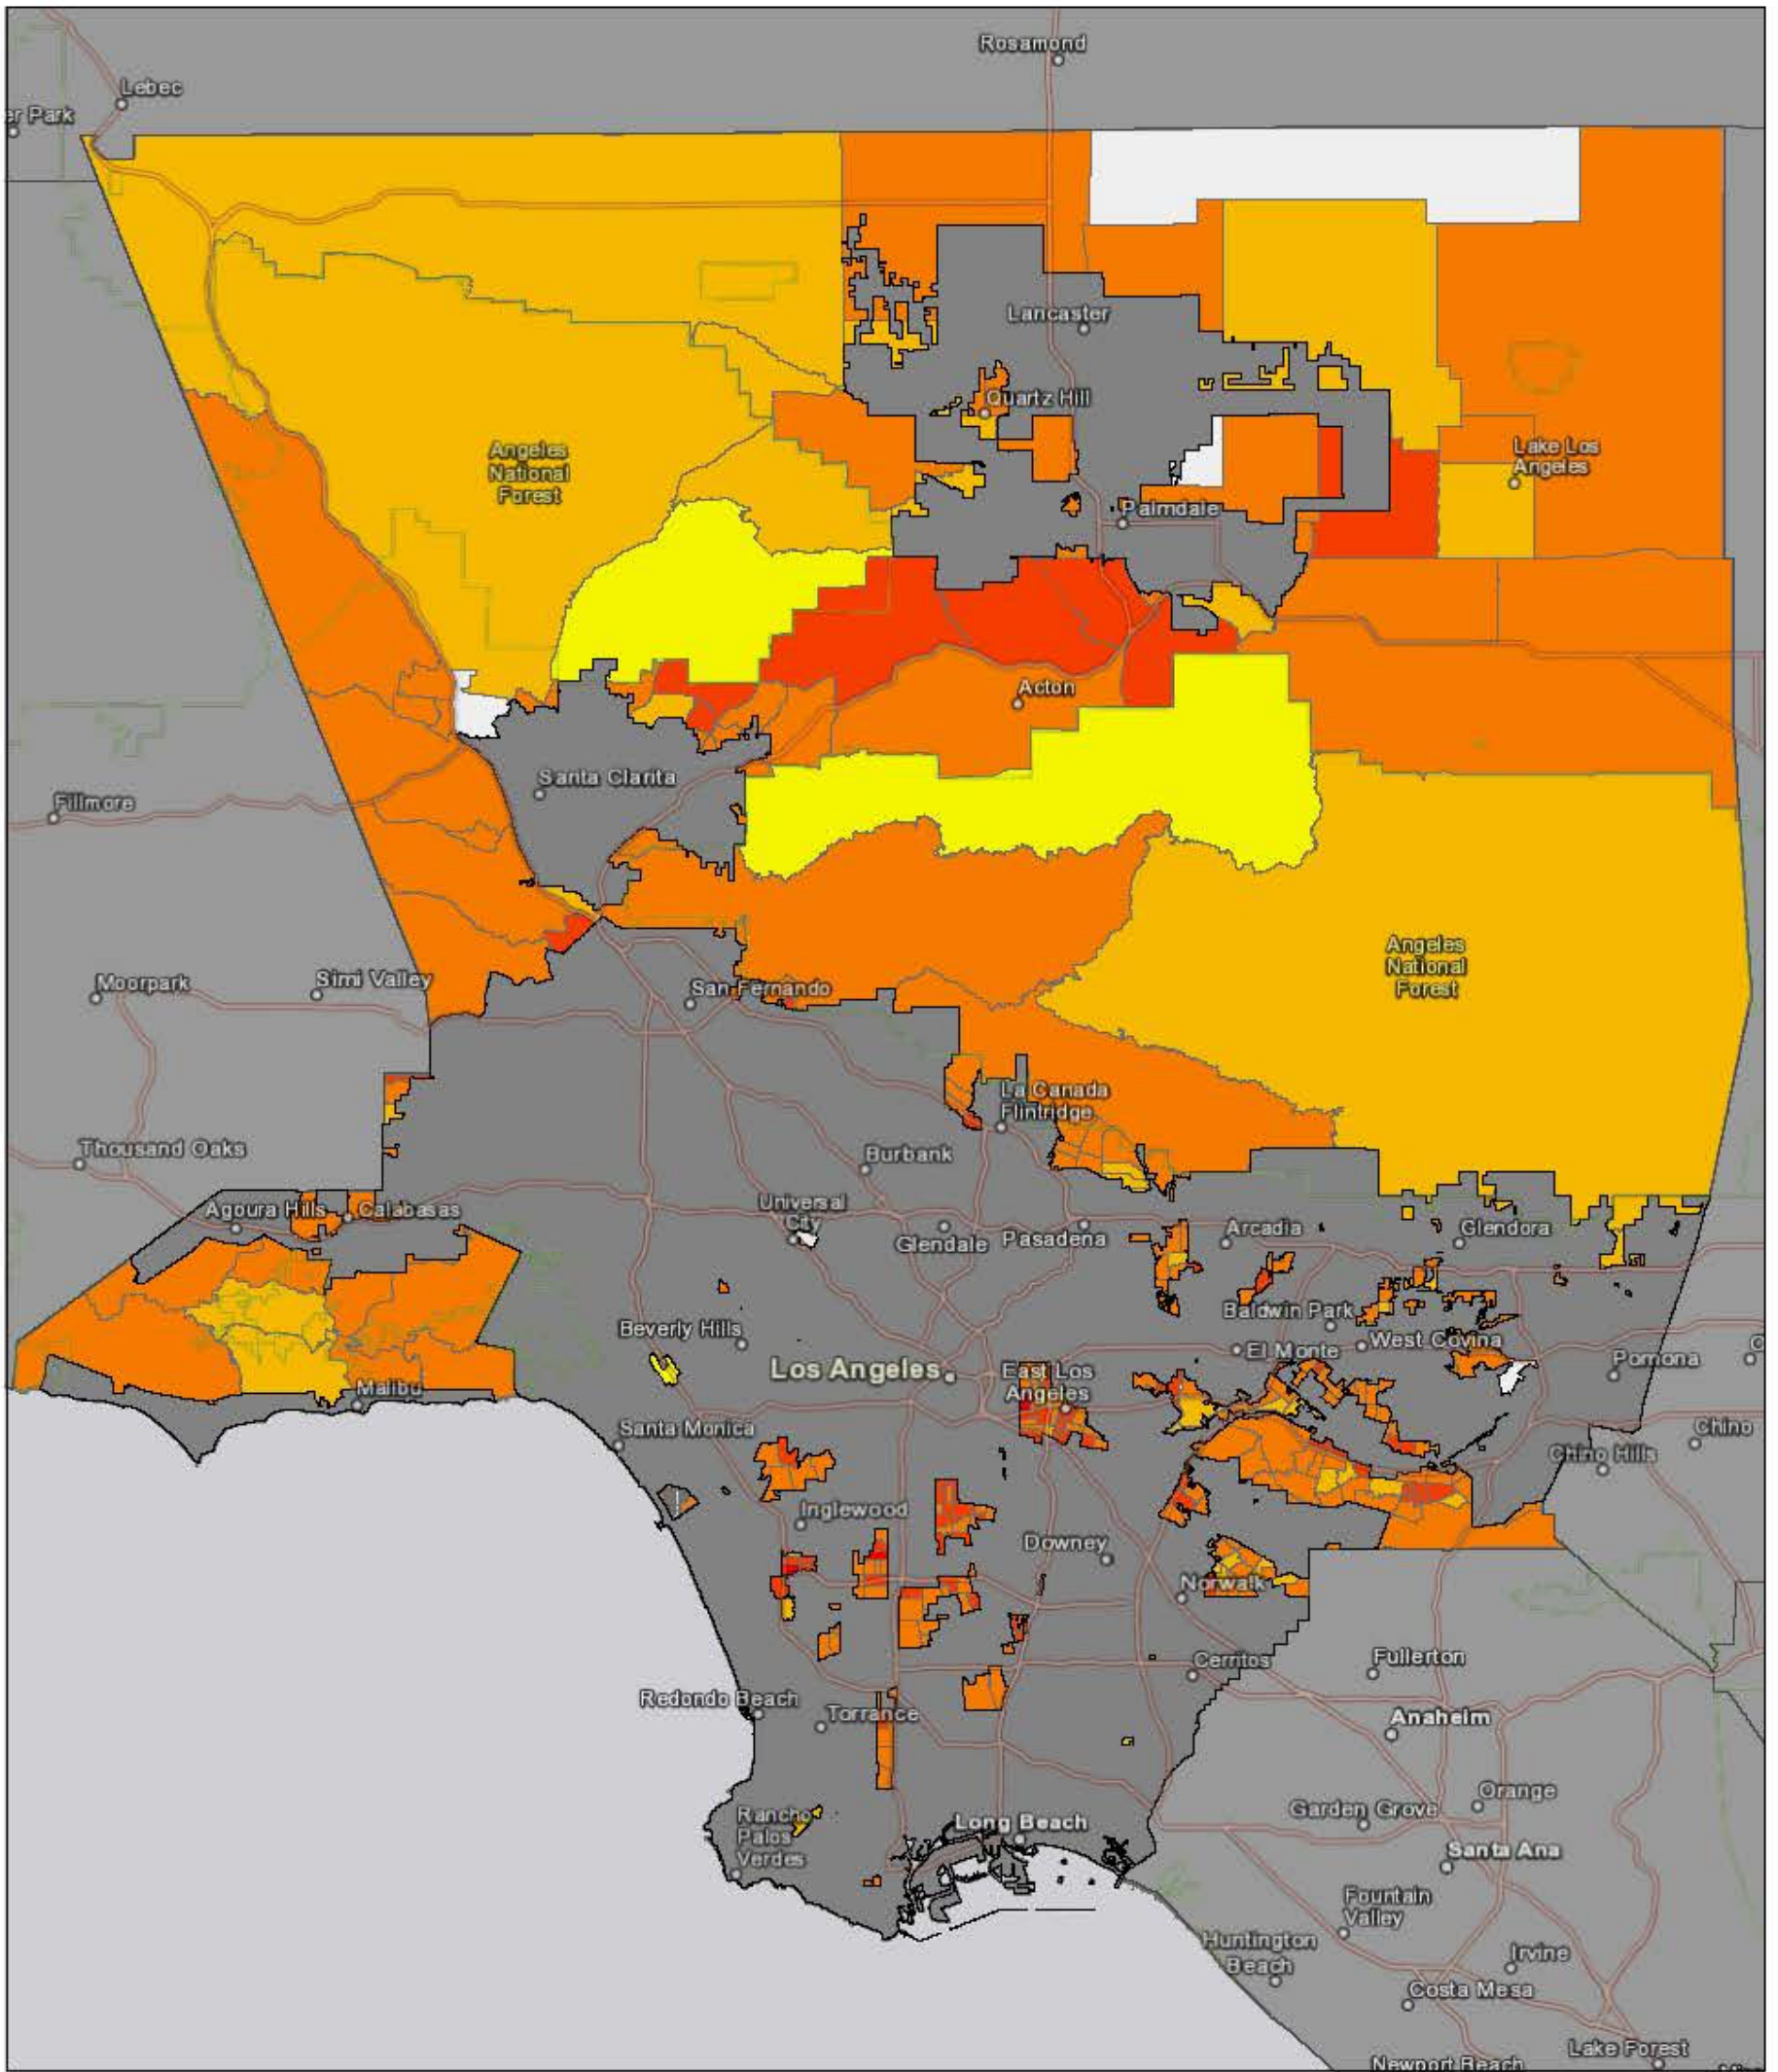 Rosamond
Lebec
er Park
Lancaster
Quartz Hill
Angeles
National
Forest
Lake Los
Angeles
Palmdale
Acton
Santa Clarita
Fillmore
Angeles
National
Forest
Moorpark
Simi Valley
San Fernando
La Canada
Flintridge
Thousand Oaks
Burbank
Agoura Hills
Calabasas
Universal
City
Glendale
Pasadena
Arcadia
Glendora
Baldwin Park
Beverly Hills
El Monte
West Covina
Los Angeles
East Los
Angeles
Pomona
Malibu
Santa Monica
Chino
Chino Hills
Inglewood
Downey
Norwalk
Cerritos
Fullerton
Redondo Beach
Torrance
Anaheim
Orange
Garden Grove
Rancho
Palos
Verdes
Long Beach
Santa Ana
Fountain
Valley
Huntington
Beach
Irvine
Costa Mesa
Lake Forest
Newport Beach